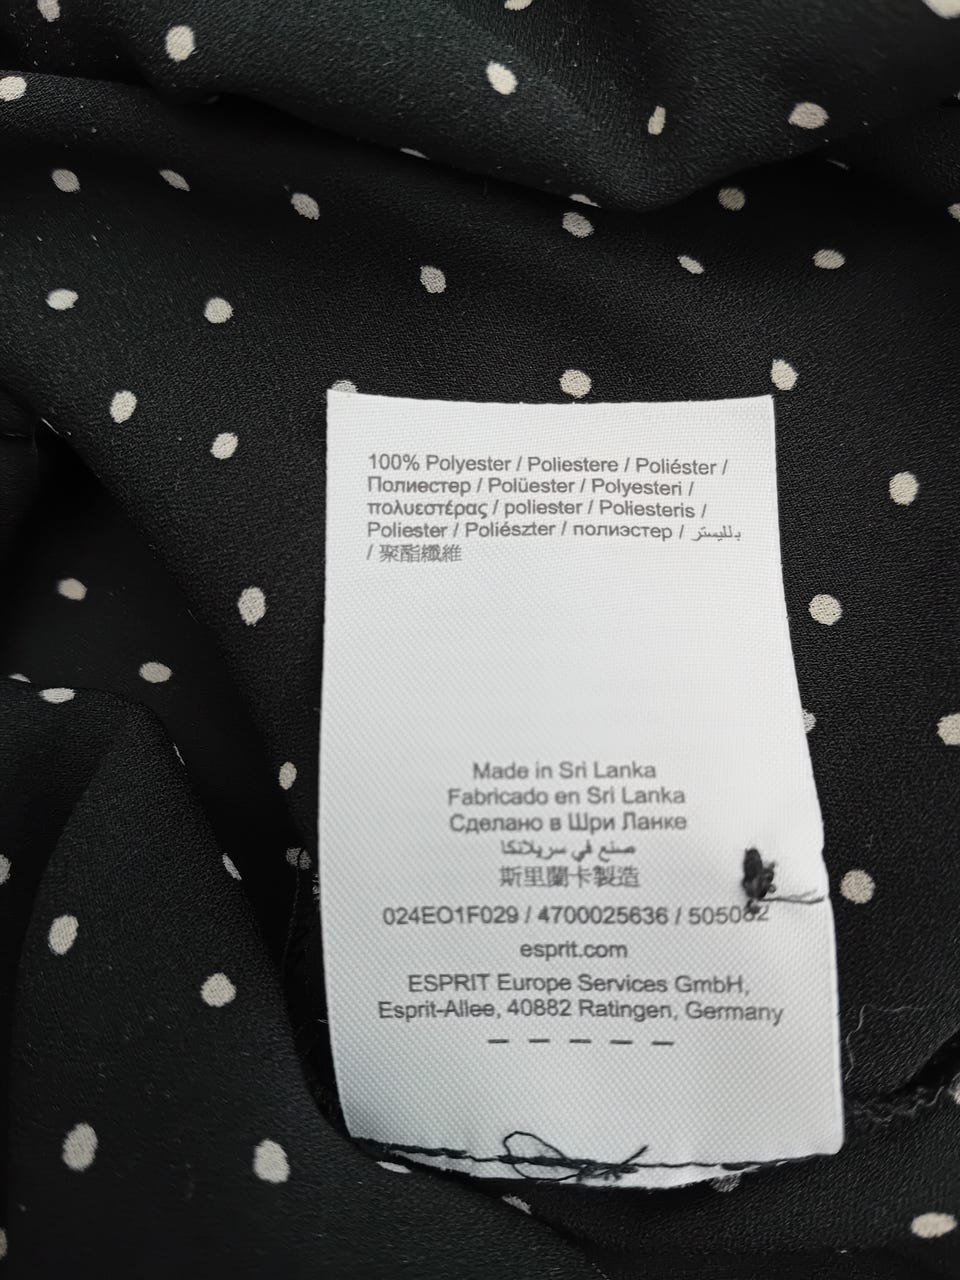 100% Polyester / Poliestere / Poliéster /
Полиестер / Polüester / Polyesteri /
πολυεστέρας / poliester / Poliesteris /
Poliester / Poliészter / полиэстер /
/ 聚酯纖維
Made in Sri Lanka
Fabricado en Sri Lanka
Сделано в Шри Ланке
صنع في سريلانكا
斯里蘭卡製造
024EO1F029 / 4700025636 / 505082
esprit.com
ESPRIT Europe Services GmbH,
Esprit-Allee, 40882 Ratingen, Germany